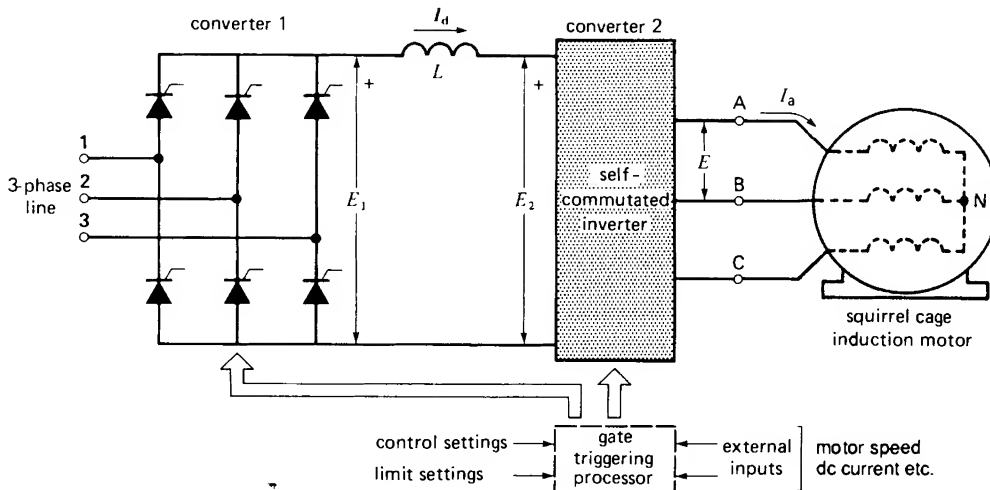 converter 1
I_d
L
converter 2
+
+
E_1
E_2
1
2
3
3-phase
line
self-
commutated
inverter
A
I_a
E
B
C
N
squirrel cage
induction motor
control settings
limit settings
gate
triggering
processor
external
inputs
motor speed
dc current etc.